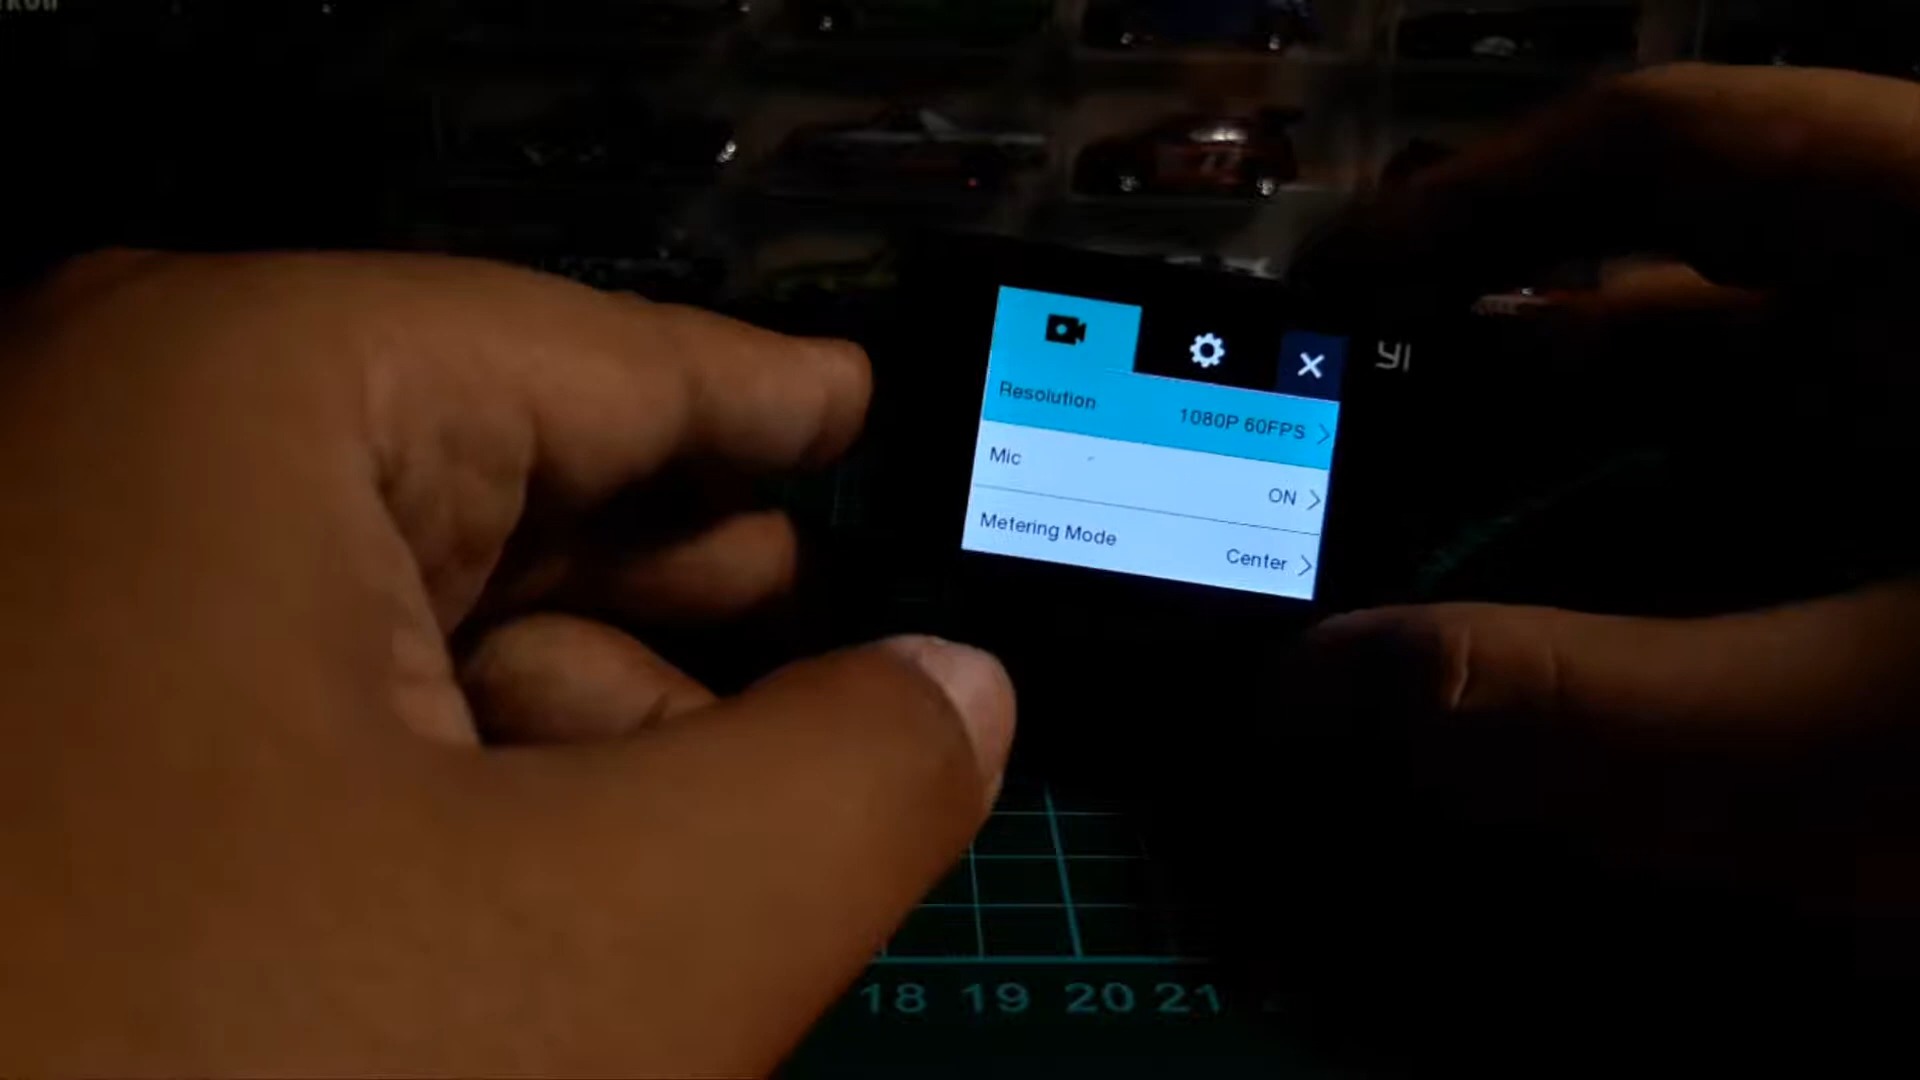 YI
Resolution 1080P 60FPS
Mic ON
Metering Mode Center
18 19 20 21